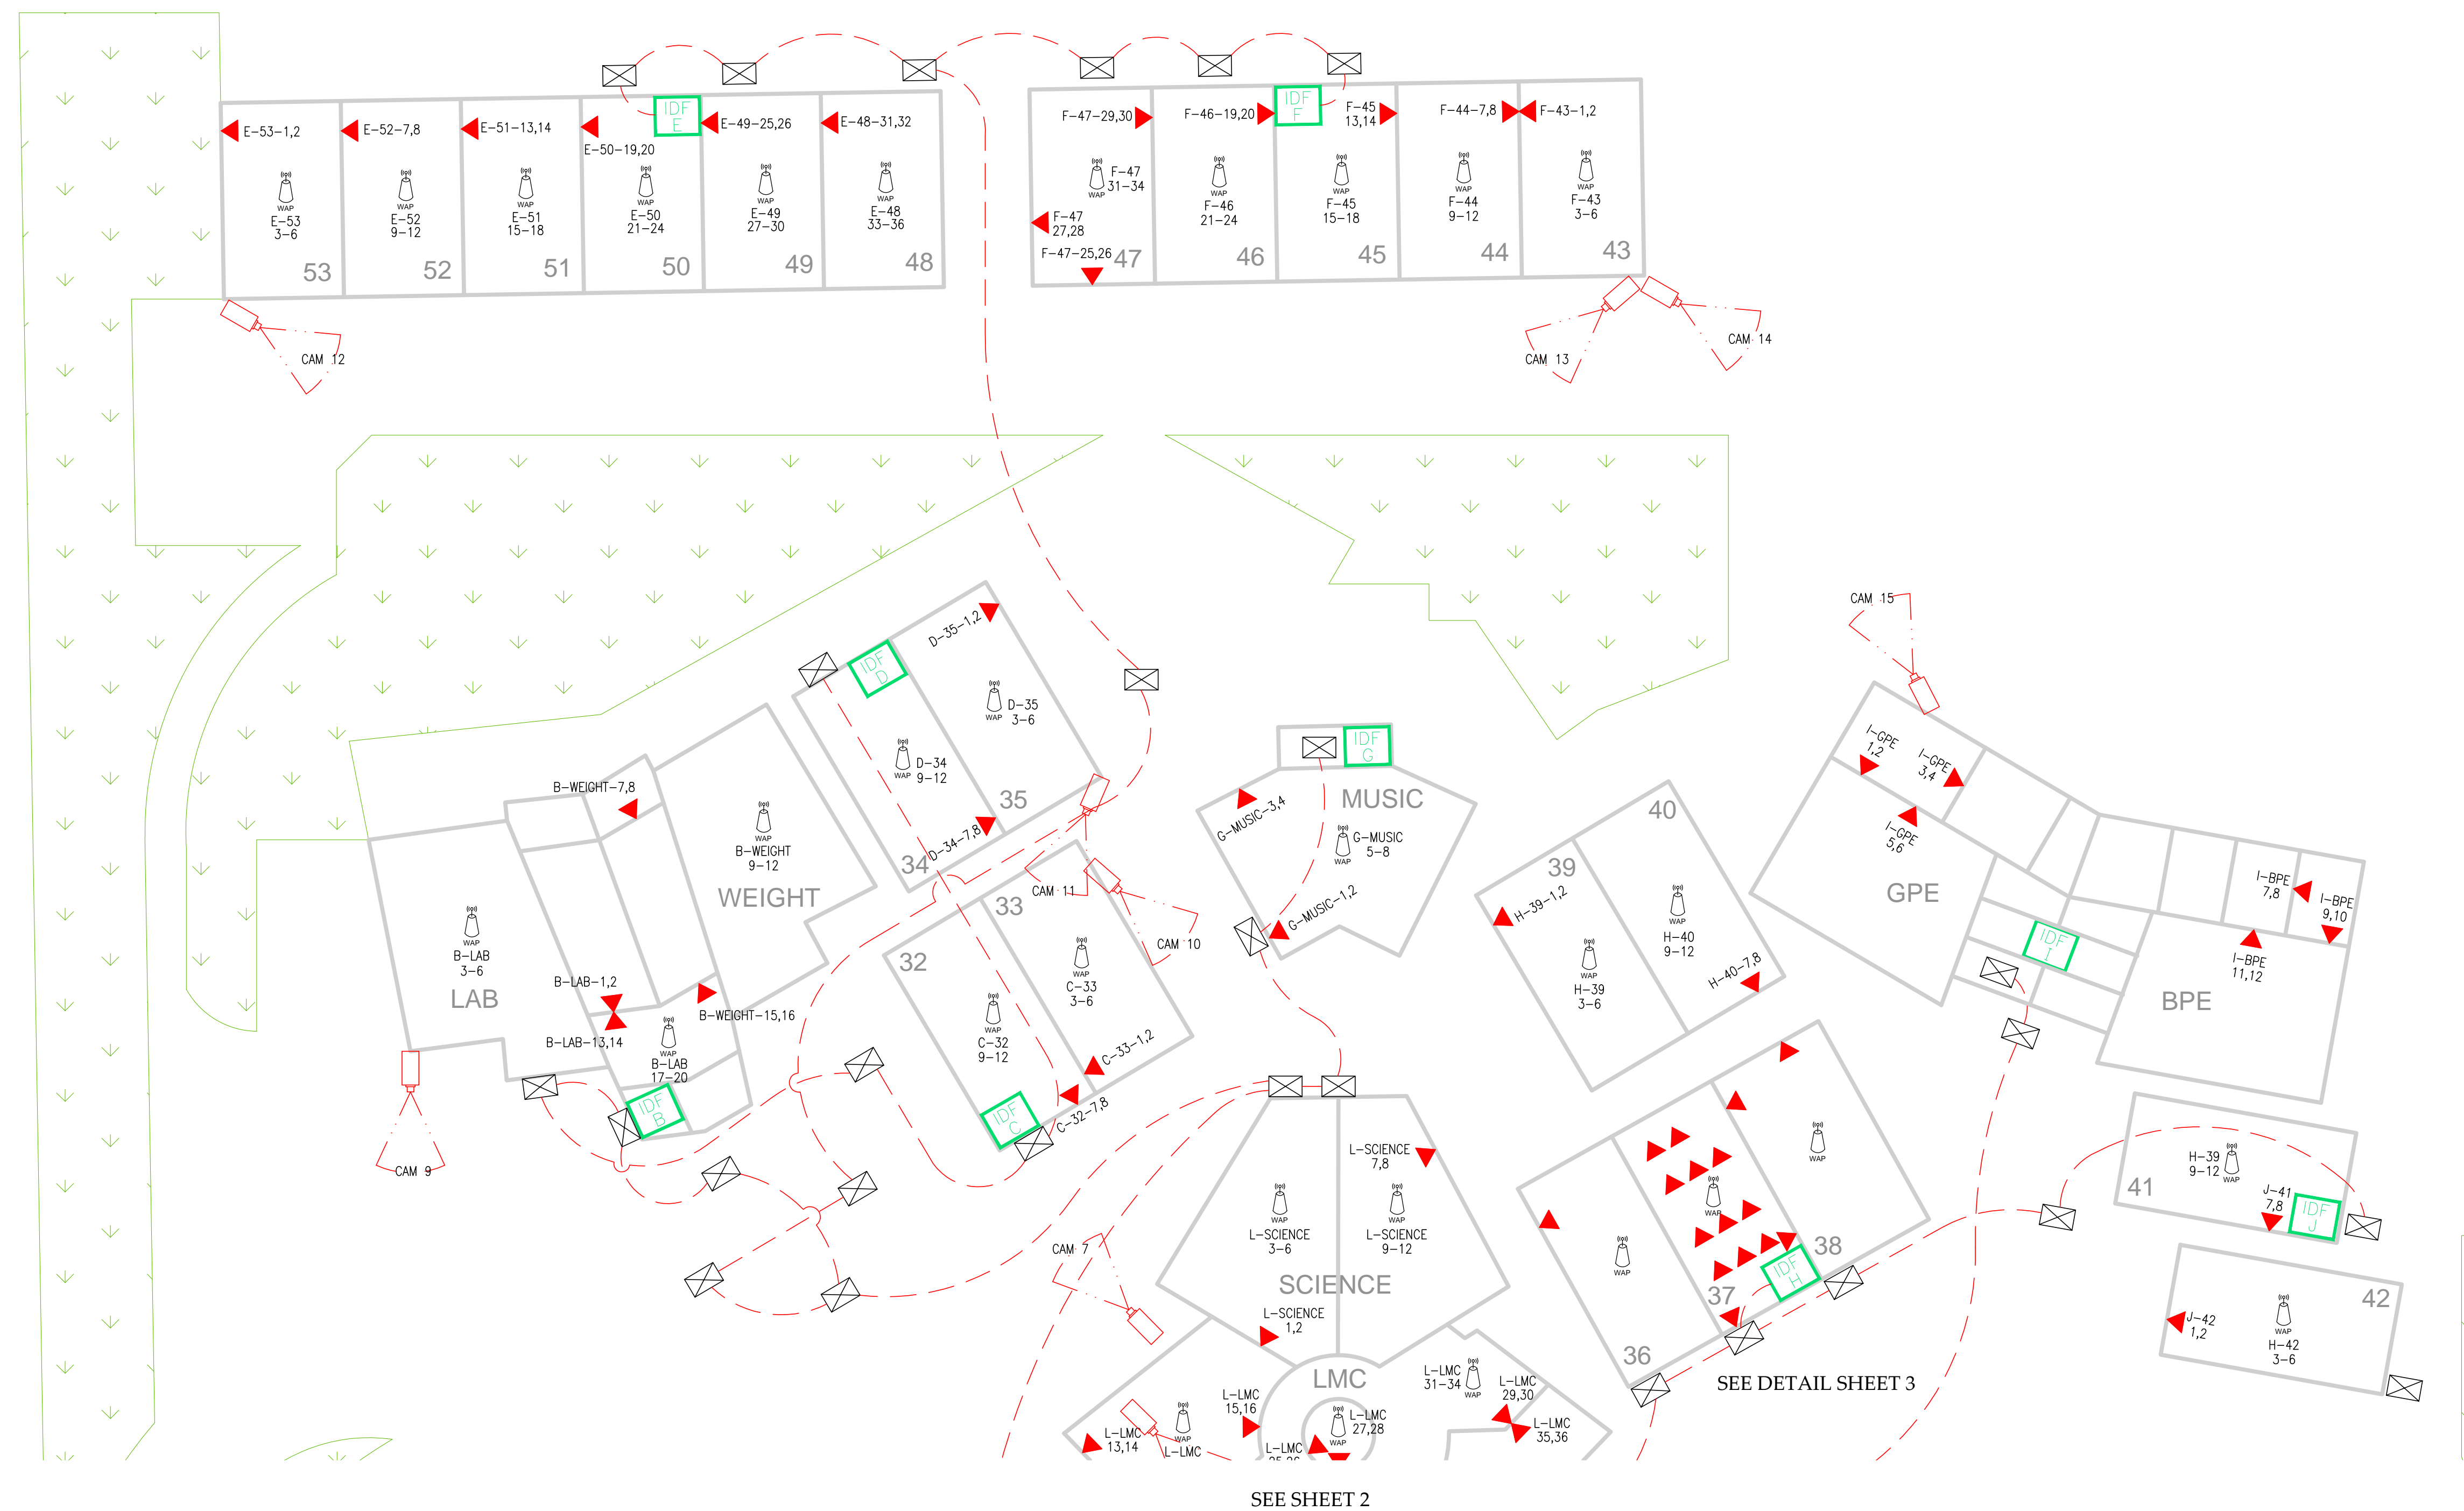 E-53-1,2
E-52-7,8
E-51-13,14
E-50-19,20
IDF
E
E-49-25,26
E-48-31,32
WAP
E-53
3-6
WAP
E-52
9-12
WAP
E-51
15-18
WAP
E-50
21-24
WAP
E-49
27-30
WAP
E-48
33-36
53
52
51
50
49
48
F-47-29,30
F-46-19,20
IDF
F
F-45
13,14
F-44-7,8
F-43-1,2
WAP
F-47
31-34
WAP
F-46
21-24
WAP
F-45
15-18
WAP
F-44
9-12
WAP
F-43
3-6
F-47
27,28
F-47-25,26
47
46
45
44
43
CAM 12
CAM 13
CAM 14
CAM 15
IDF
D
D-35-1,2
WAP
D-35
3-6
WAP
D-34
9-12
D-34-7,8
35
34
CAM 11
CAM 10
B-WEIGHT-7,8
WAP
B-WEIGHT
9-12
WEIGHT
WAP
B-LAB
3-6
LAB
B-LAB-1,2
B-WEIGHT-15,16
B-LAB-13,14
WAP
B-LAB
17-20
IDF
B
CAM 9
32
33
WAP
C-33
3-6
WAP
C-32
9-12
C-33-1,2
C-32-7,8
IDF
C
IDF
G
MUSIC
G-MUSIC-3,4
WAP
G-MUSIC
5-8
G-MUSIC-1,2
40
39
H-39-1,2
WAP
H-40
9-12
WAP
H-39
3-6
H-40-7,8
I-GPE
1,2
I-GPE
3,4
I-GPE
5,6
GPE
I-BPE
7,8
I-BPE
9,10
I-BPE
11,12
IDF
I
BPE
WAP
WAP
WAP
IDF
H
38
37
36
SEE DETAIL SHEET 3
41
H-39
9-12
WAP
J-41
7,8
IDF
J
42
J-42
1,2
WAP
H-42
3-6
L-SCIENCE
7,8
WAP
L-SCIENCE
3-6
WAP
L-SCIENCE
9-12
SCIENCE
L-SCIENCE
1,2
CAM 7
LMC
L-LMC
13,14
WAP
L-LMC
L-LMC
15,16
L-LMC
WAP
L-LMC
27,28
L-LMC
31-34
WAP
L-LMC
29,30
L-LMC
35,36
SEE SHEET 2